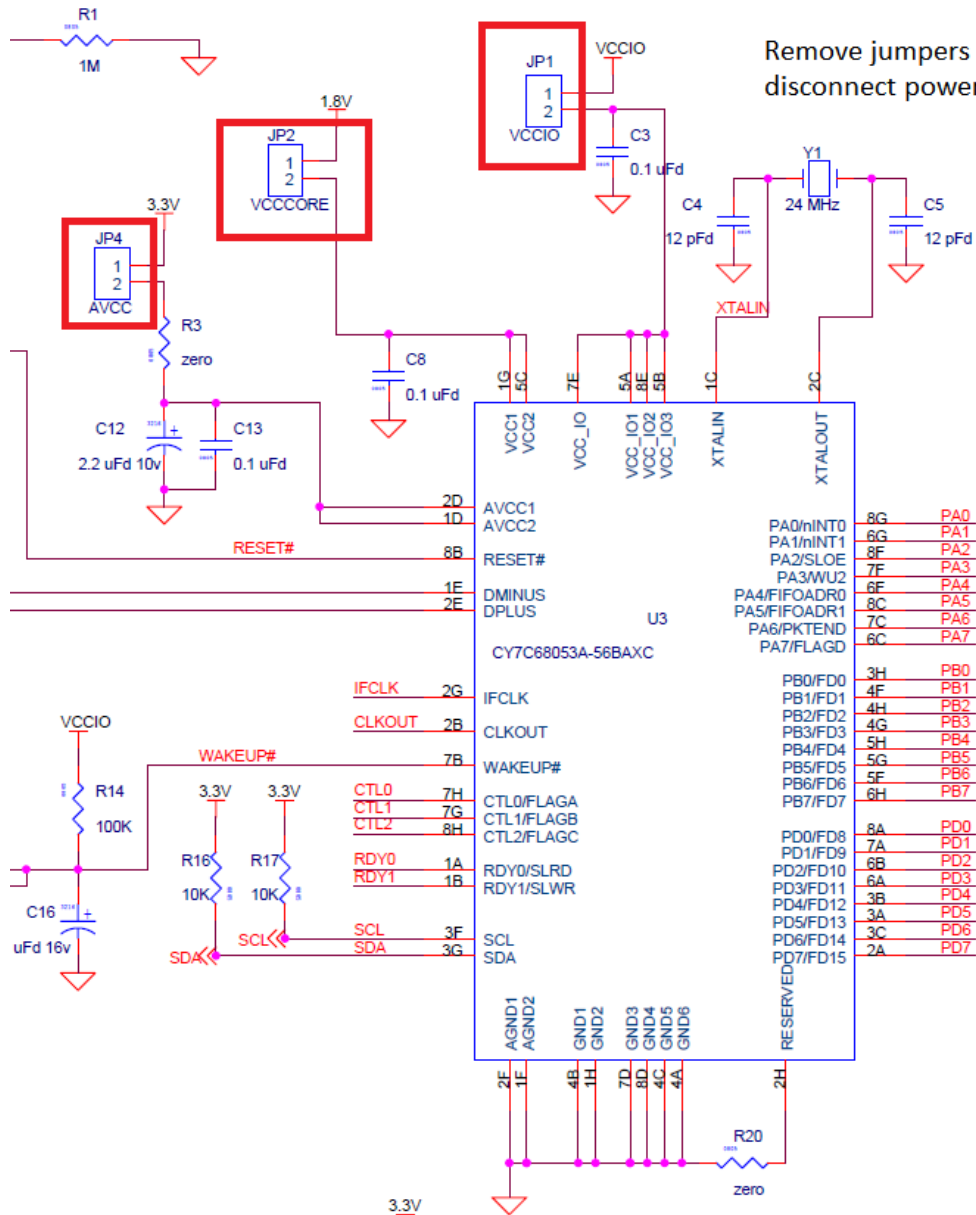 R1
1M
Remove jumpers
disconnect power
VCCIO
JP1
1
2
VCCIO
C3
0.1 uFd
1.8V
JP2
1
2
VCCCORE
Y1
24 MHz
C4
12 pFd
C5
12 pFd
3.3V
JP4
1
2
AVCC
R3
zero
XTALIN
C8
0.1 uFd
1G
5C
7E
5A
8E
5B
1C
2C
VCC1
VCC2
VCC_IO
VCC_IO1
VCC_IO2
VCC_IO3
XTALIN
XTALOUT
C12
2.2 uFd 10v
C13
0.1 uFd
2D AVCC1
1D AVCC2
RESET# 8B RESET#
1E DMINUS
2E DPLUS
U3
CY7C68053A-56BAXC
IFCLK 2G IFCLK
CLKOUT 2B CLKOUT
WAKEUP# 7B WAKEUP#
CTL0 7H CTL0/FLAGA
CTL1 7G CTL1/FLAGB
CTL2 8H CTL2/FLAGC
RDY0 1A RDY0/SLRD
RDY1 1B RDY1/SLWR
SCL 3F SCL
SDA 3G SDA
PA0/nINT0 8G PA0
PA1/nINT1 6G PA1
PA2/SLOE 8F PA2
PA3/WU2 7F PA3
PA4/FIFOADR0 6F PA4
PA5/FIFOADR1 8C PA5
PA6/PKTEND 7C PA6
PA7/FLAGD 6C PA7
PB0/FD0 3H PB0
PB1/FD1 4F PB1
PB2/FD2 4H PB2
PB3/FD3 4G PB3
PB4/FD4 5H PB4
PB5/FD5 5G PB5
PB6/FD6 5F PB6
PB7/FD7 6H PB7
PD0/FD8 8A PD0
PD1/FD9 7A PD1
PD2/FD10 6B PD2
PD3/FD11 6A PD3
PD4/FD12 3B PD4
PD5/FD13 3A PD5
PD6/FD14 3C PD6
PD7/FD15 2A PD7
VCCIO
R14
100K
C16
uFd 16v
3.3V
3.3V
R16
10K
R17
10K
SCL
SDA
AGND1
AGND2
GND1
GND2
GND3
GND4
GND5
GND6
RESERVED
2F
1F
4B
1H
7D
8D
4C
4A
2H
R20
zero
3.3V